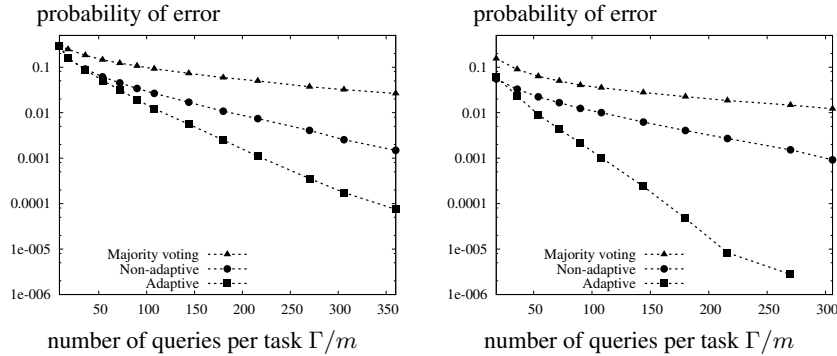 probability of error
0.1
0.01
0.001
0.0001
1e-005
1e-006
Majority voting
Non-adaptive
Adaptive
50 100 150 200 250 300 350
number of queries per task Γ/m
probability of error
0.1
0.01
0.001
0.0001
1e-005
1e-006
Majority voting
Non-adaptive
Adaptive
50 100 150 200 250 300
number of queries per task Γ/m